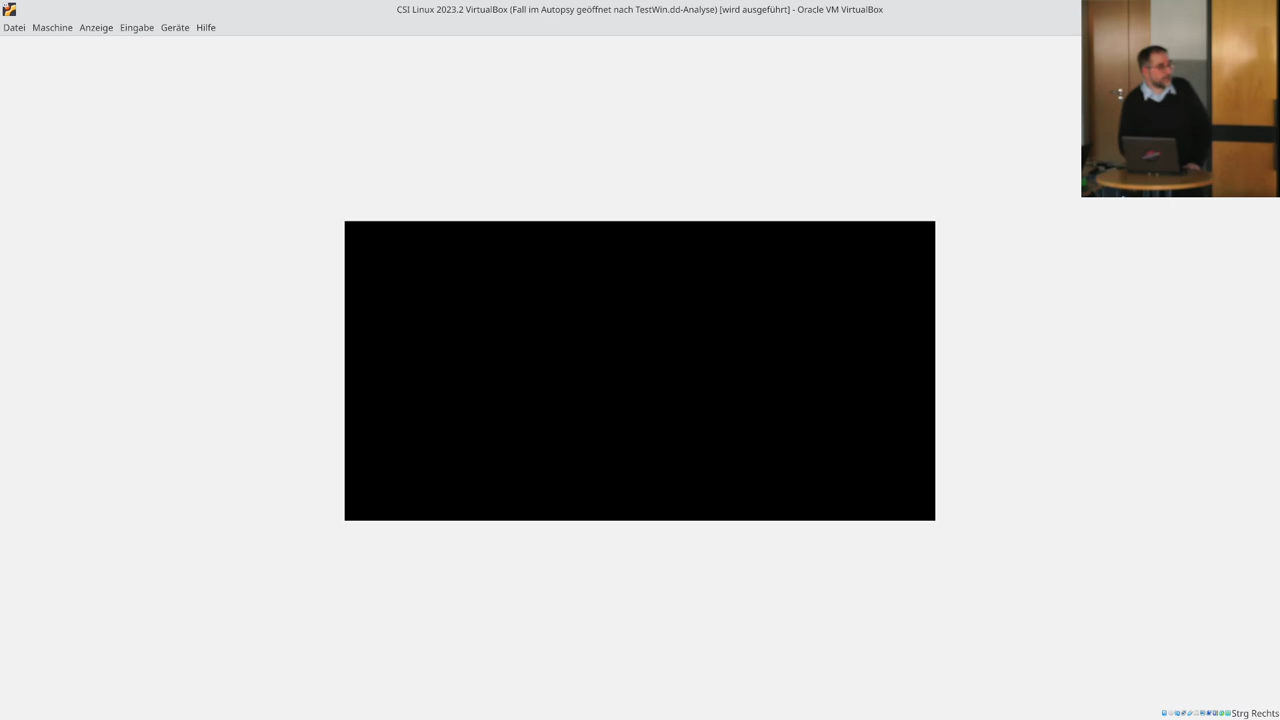 CSI Linux 2023.2 VirtualBox (Fall im Autopsy geöffnet nach TestWin.dd-Analyse) [wird ausgeführt] - Oracle VM VirtualBox
Datei Maschine Anzeige Eingabe Geräte Hilfe
Strg Rechts